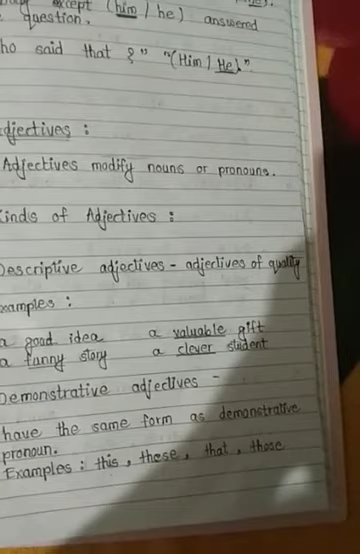 except (him / he) answered
question.
ho said that ?" "(Him / He)".
djectives :
Adjectives modify nouns or pronouns.
inds of Adjectives :
Descriptive adjectives - adjectives of quality
xamples :
a good idea a valuable gift
a funny story a clever student
Demonstrative adjectives -
have the same form as demonstrative
pronoun.
Examples : this, these, that, those